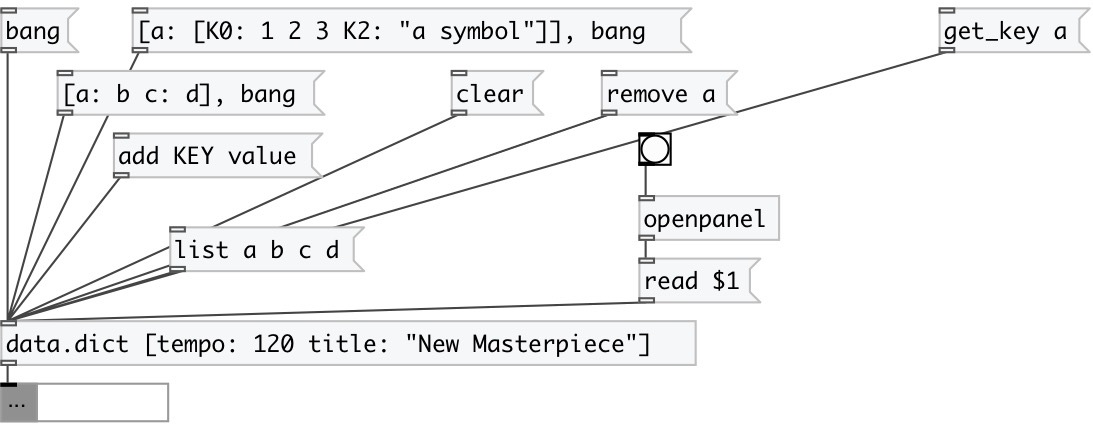 bang
[a: [K0: 1 2 3 K2: "a symbol"]], bang
get_key a
[a: b c: d], bang
clear
remove a
add KEY value
openpanel
list a b c d
read $1
data.dict [tempo: 120 title: "New Masterpiece"]
...